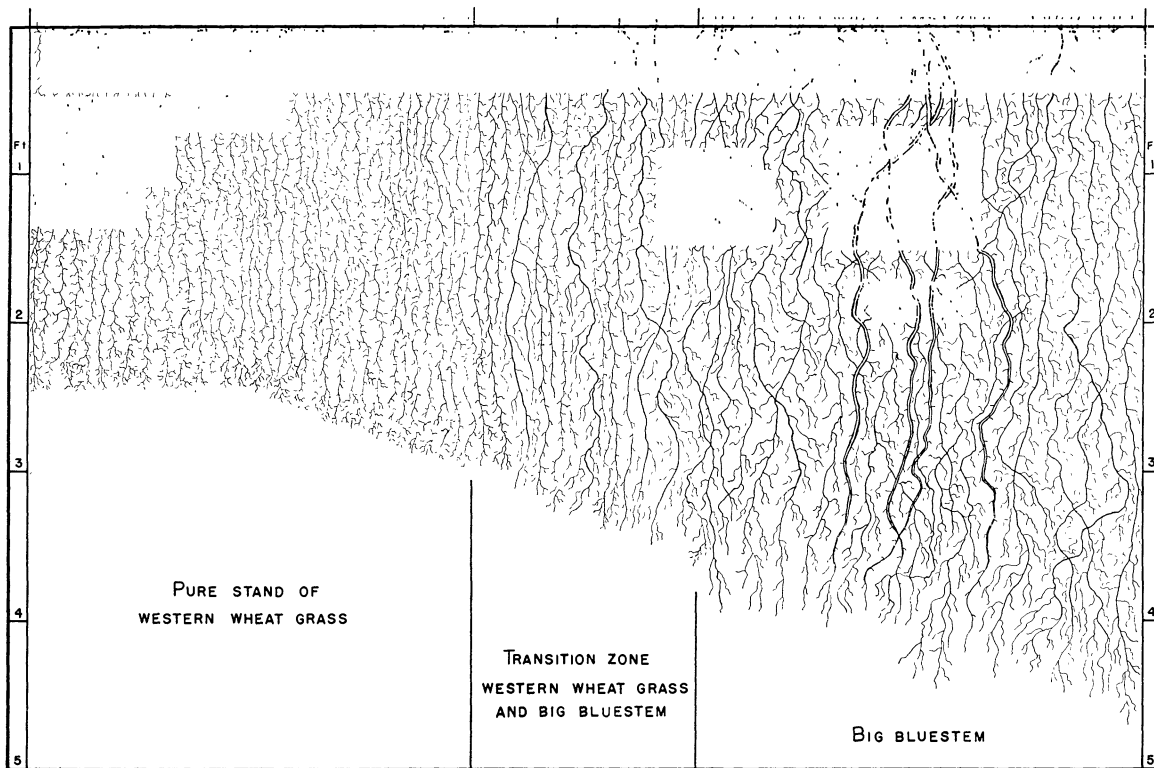 Ft
1
2
3
4
5
F
1
2
3
4
5
PURE STAND OF
WESTERN WHEAT GRASS
TRANSITION ZONE
WESTERN WHEAT GRASS
AND BIG BLUESTEM
BIG BLUESTEM